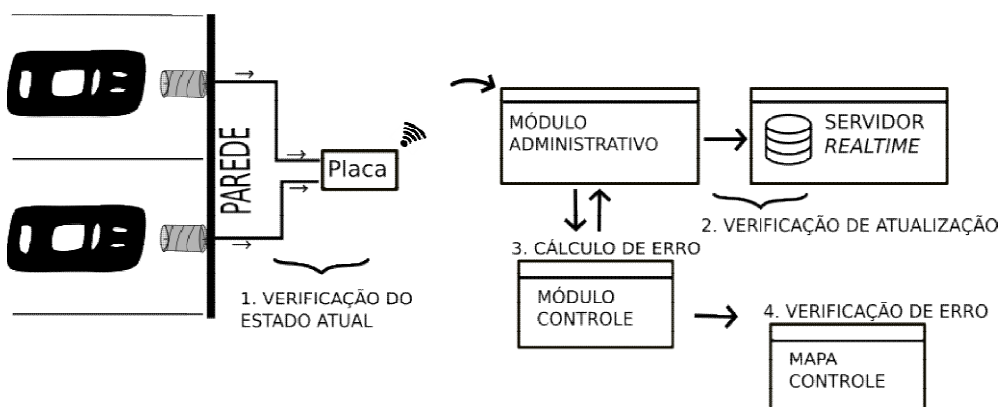 PAREDE
Placa
1. VERIFICAÇÃO DO
ESTADO ATUAL
MÓDULO
ADMINISTRATIVO
SERVIDOR
REALTIME
2. VERIFICAÇÃO DE ATUALIZAÇÃO
3. CÁLCULO DE ERRO
MÓDULO
CONTROLE
4. VERIFICAÇÃO DE ERRO
MAPA
CONTROLE